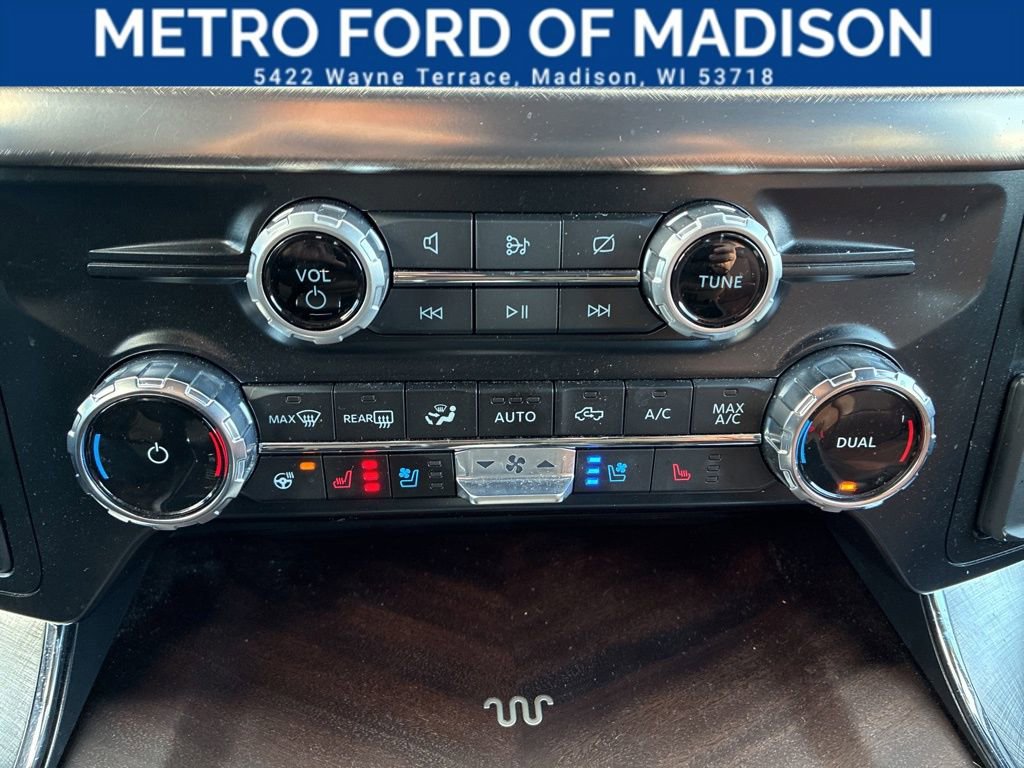 METRO FORD OF MADISON
5422 Wayne Terrace, Madison, WI 53718
VOL
TUNE
MAX
REAR
AUTO
A/C
MAX
A/C
DUAL